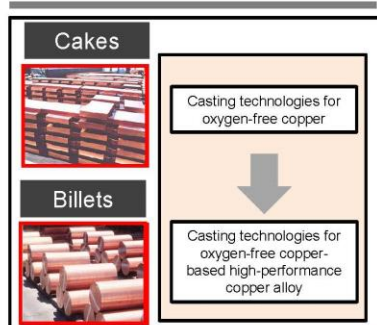 Cakes
Billets
Casting technologies for
oxygen-free copper
Casting technologies for
oxygen-free copper-
based high-performance
copper alloy